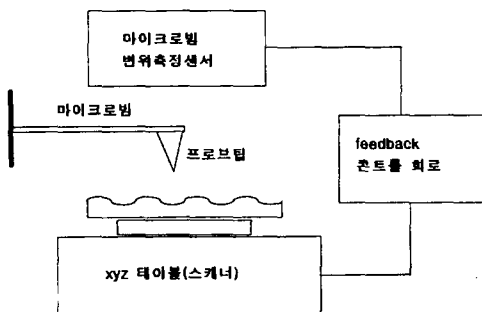 마이크로빔
변위측정센서
마이크로빔
프로브팁
feedback
콘트롤 회로
xyz 테이블(스캐너)